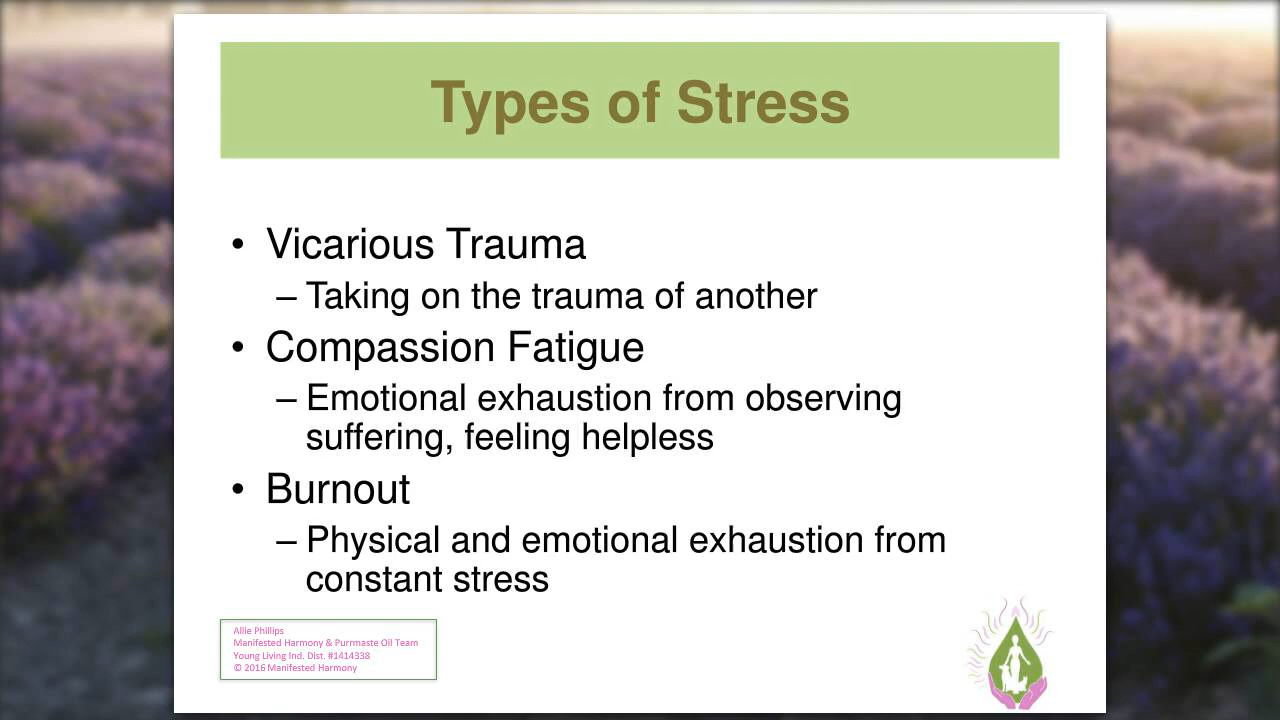 Types of Stress
• Vicarious Trauma
– Taking on the trauma of another
• Compassion Fatigue
– Emotional exhaustion from observing
suffering, feeling helpless
• Burnout
– Physical and emotional exhaustion from
constant stress
Allie Phillips
Manifested Harmony & Purrmaste Oil Team
Young Living Ind. Dist. #1414338
© 2016 Manifested Harmony